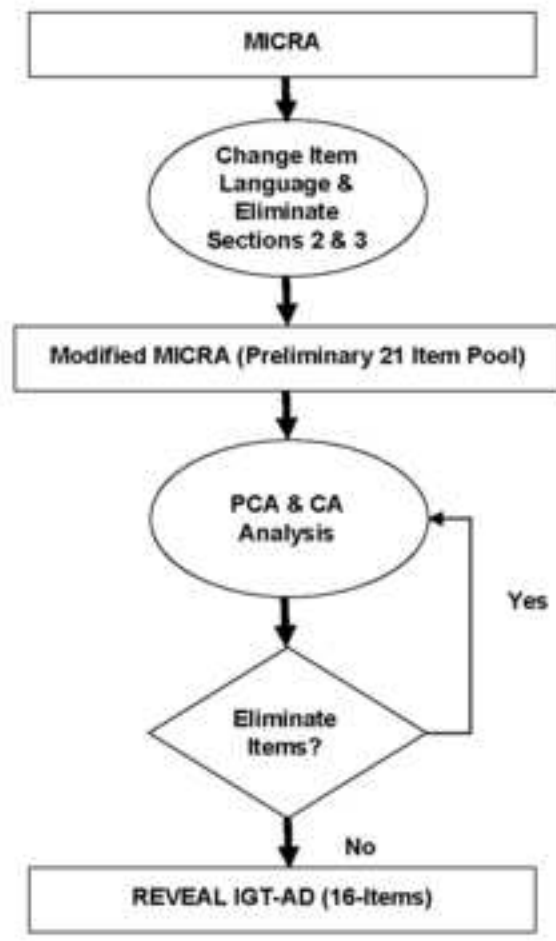 MICRA
Change Item
Language &
Eliminate
Sections 2 & 3
Modified MICRA (Preliminary 21 Item Pool)
PCA & CA
Analysis
Yes
Eliminate
Items?
No
REVEAL IGT-AD (16-Items)